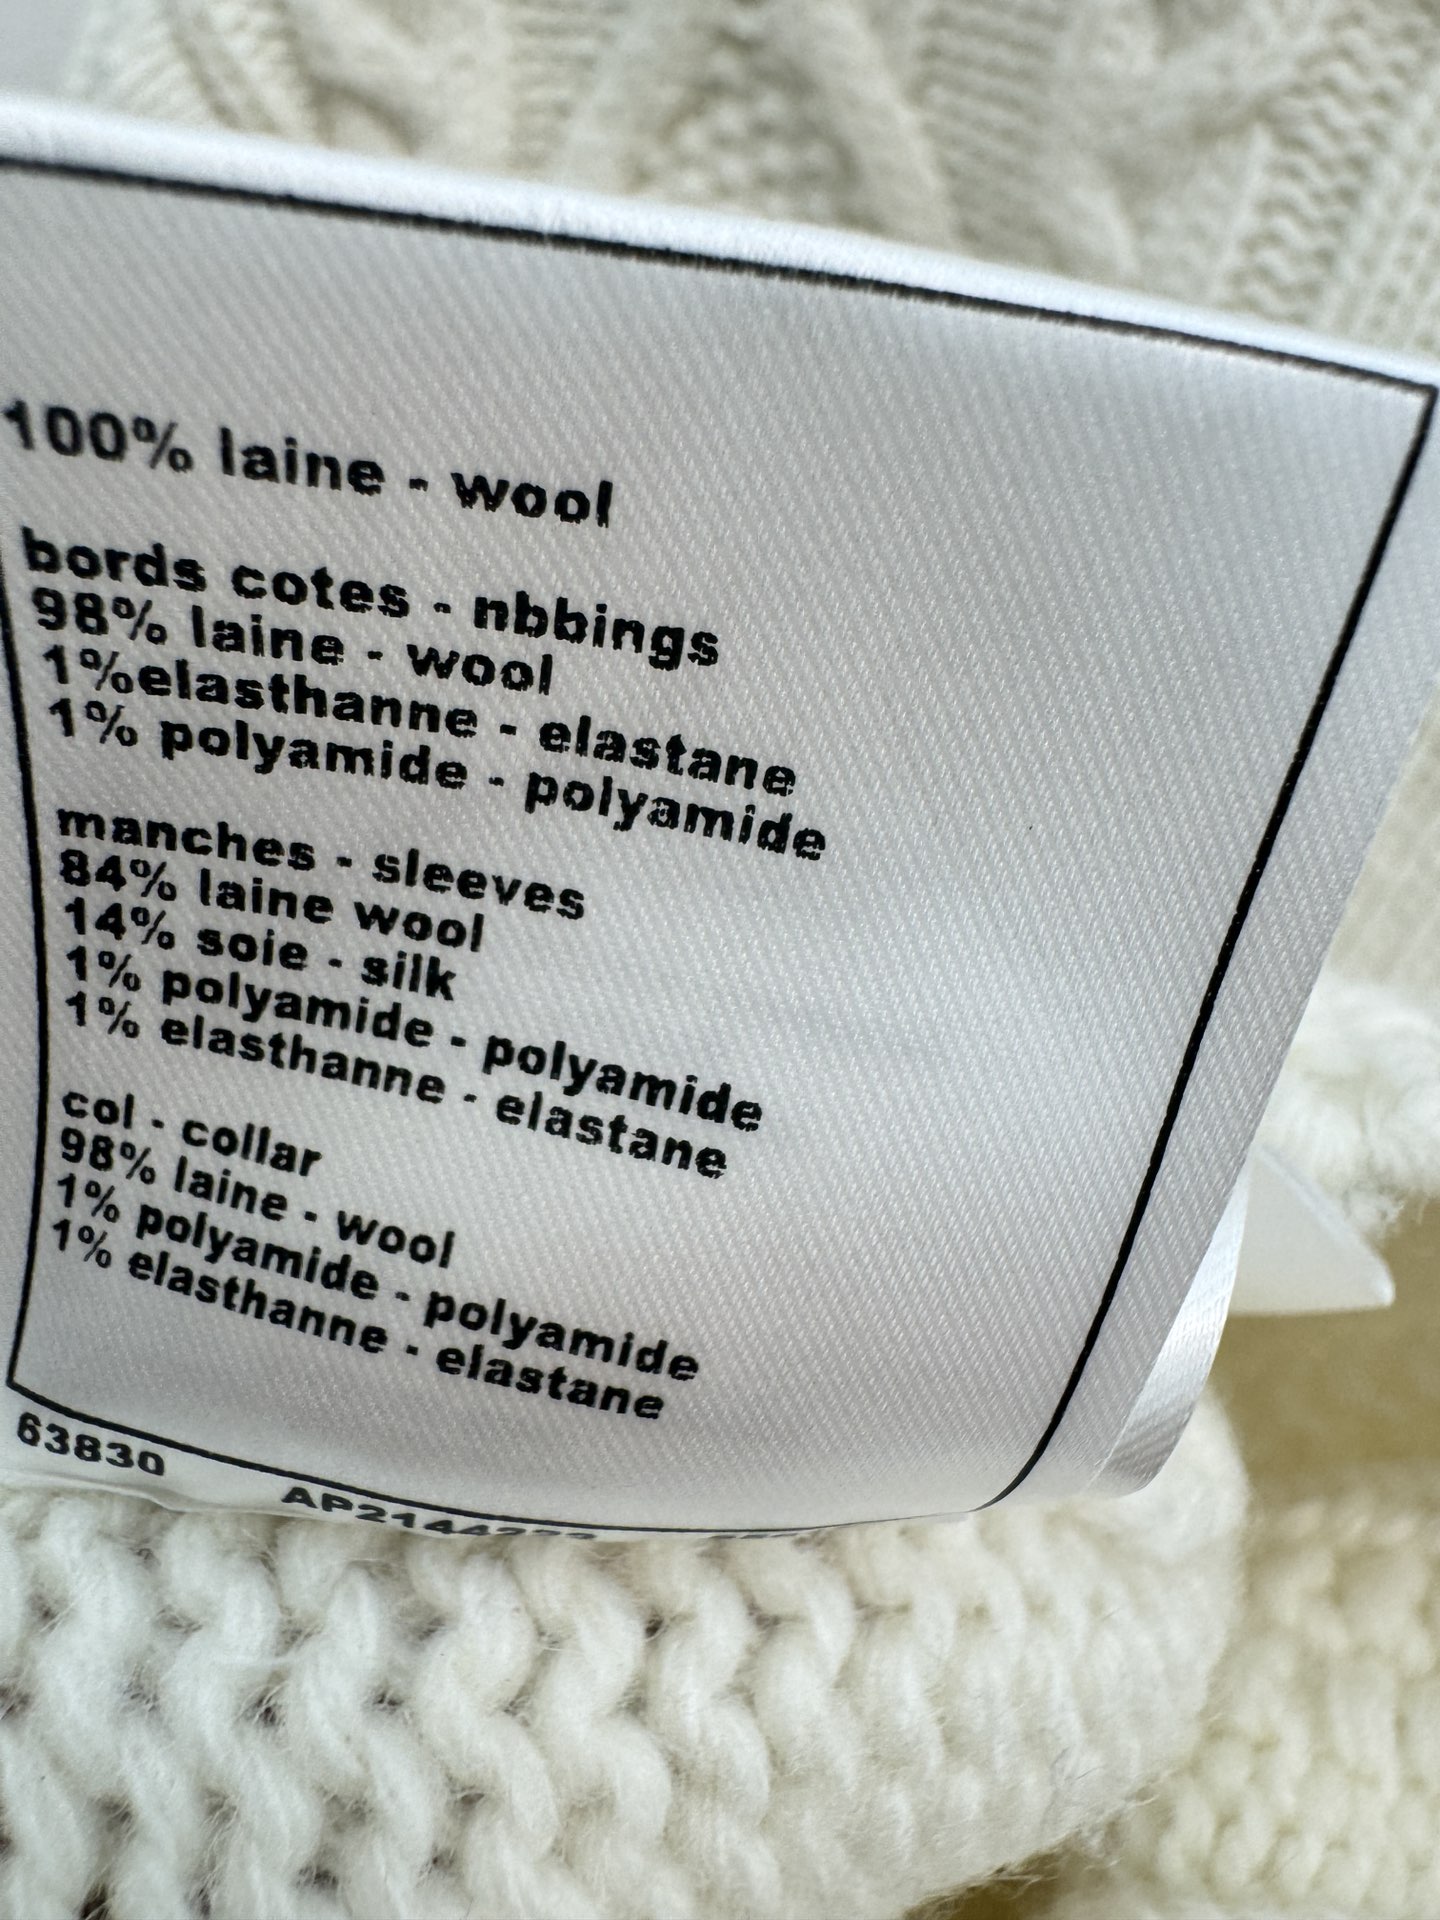 100% laine - wool
bords cotes - ribbings
98% laine - wool
1%elasthanne - elastane
1% polyamide - polyamide
manches - sleeves
84% laine wool
14% soie - silk
1% polyamide - polyamide
1% elasthanne - elastane
col - collar
98% laine - wool
1% polyamide - polyamide
1% elasthanne - elastane
63830